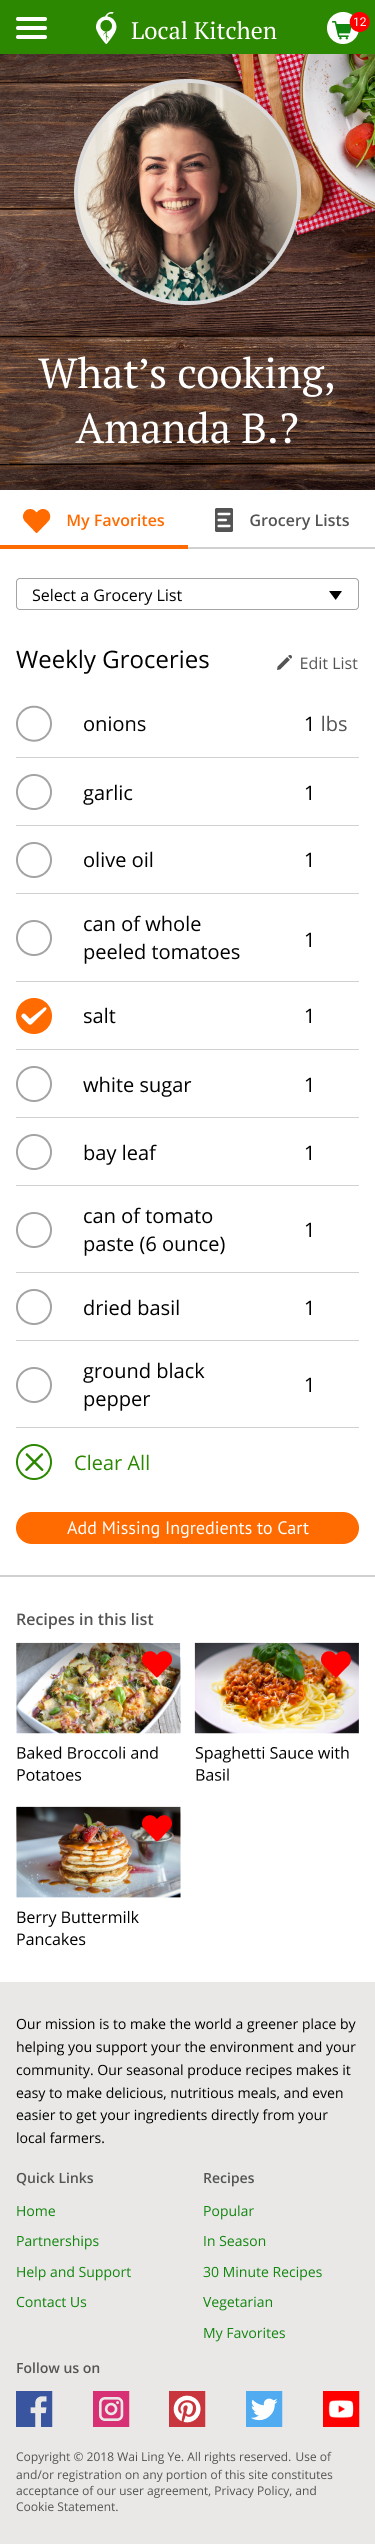 Local Kitchen
12
What's cooking,
Amanda B.?
My Favorites
Grocery Lists
Select a Grocery List
Weekly Groceries
Edit List
onions 1 lbs
garlic 1
olive oil 1
can of whole
peeled tomatoes 1
salt 1
white sugar 1
bay leaf 1
can of tomato
paste (6 ounce) 1
dried basil 1
ground black
pepper 1
Clear All
Add Missing Ingredients to Cart
Recipes in this list
Baked Broccoli and
Potatoes
Spaghetti Sauce with
Basil
Berry Buttermilk
Pancakes
Our mission is to make the world a greener place by
helping you support your the environment and your
community. Our seasonal produce recipes makes it
easy to make delicious, nutritious meals, and even
easier to get your ingredients directly from your
local farmers.
Quick Links
Home
Partnerships
Help and Support
Contact Us
Recipes
Popular
In Season
30 Minute Recipes
Vegetarian
My Favorites
Follow us on
Copyright © 2018 Wai Ling Ye. All rights reserved. Use of
and/or registration on any portion of this site constitutes
acceptance of our user agreement, Privacy Policy, and
Cookie Statement.